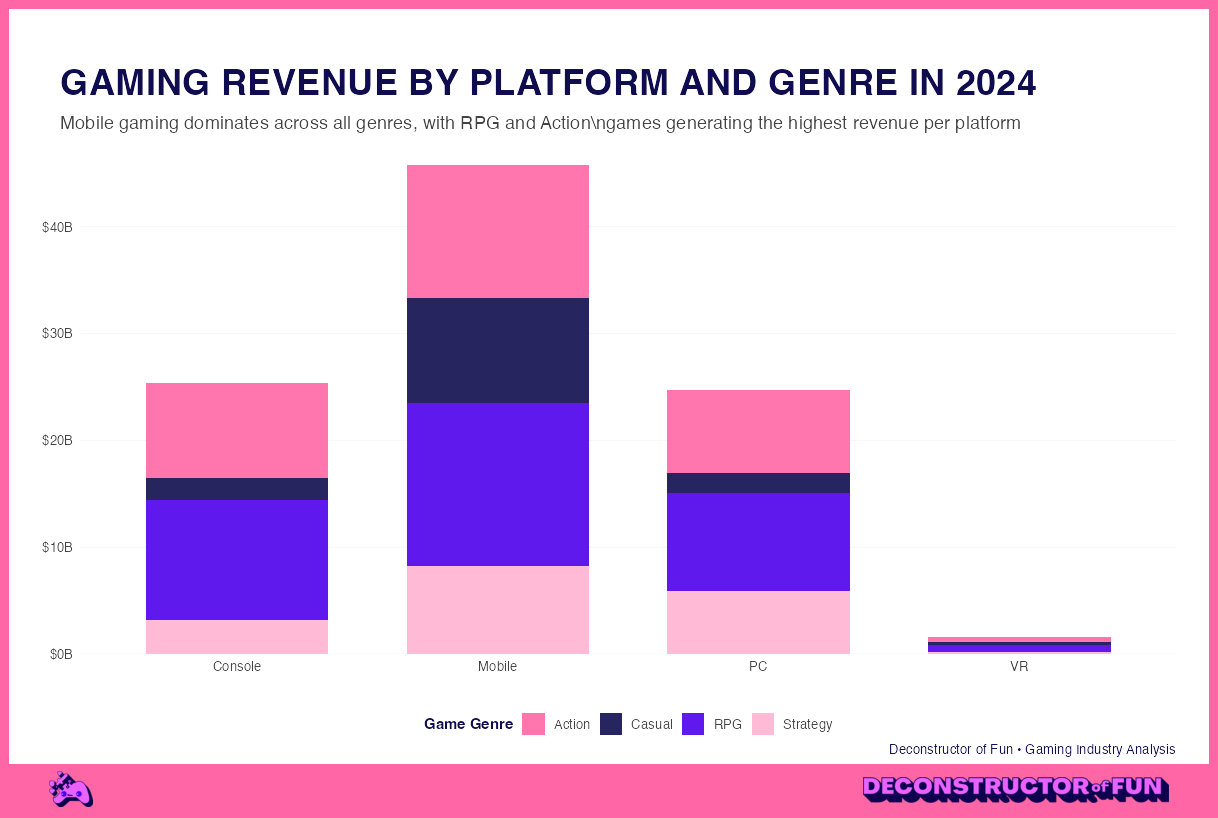 GAMING REVENUE BY PLATFORM AND GENRE IN 2024
Mobile gaming dominates across all genres, with RPG and Action\ngames generating the highest revenue per platform
$40B
$30B
$20B
$10B
$0B
Console
Mobile
PC
VR
Game Genre
Action
Casual
RPG
Strategy
Deconstructor of Fun • Gaming Industry Analysis
DECONSTRUCTOR of FUN